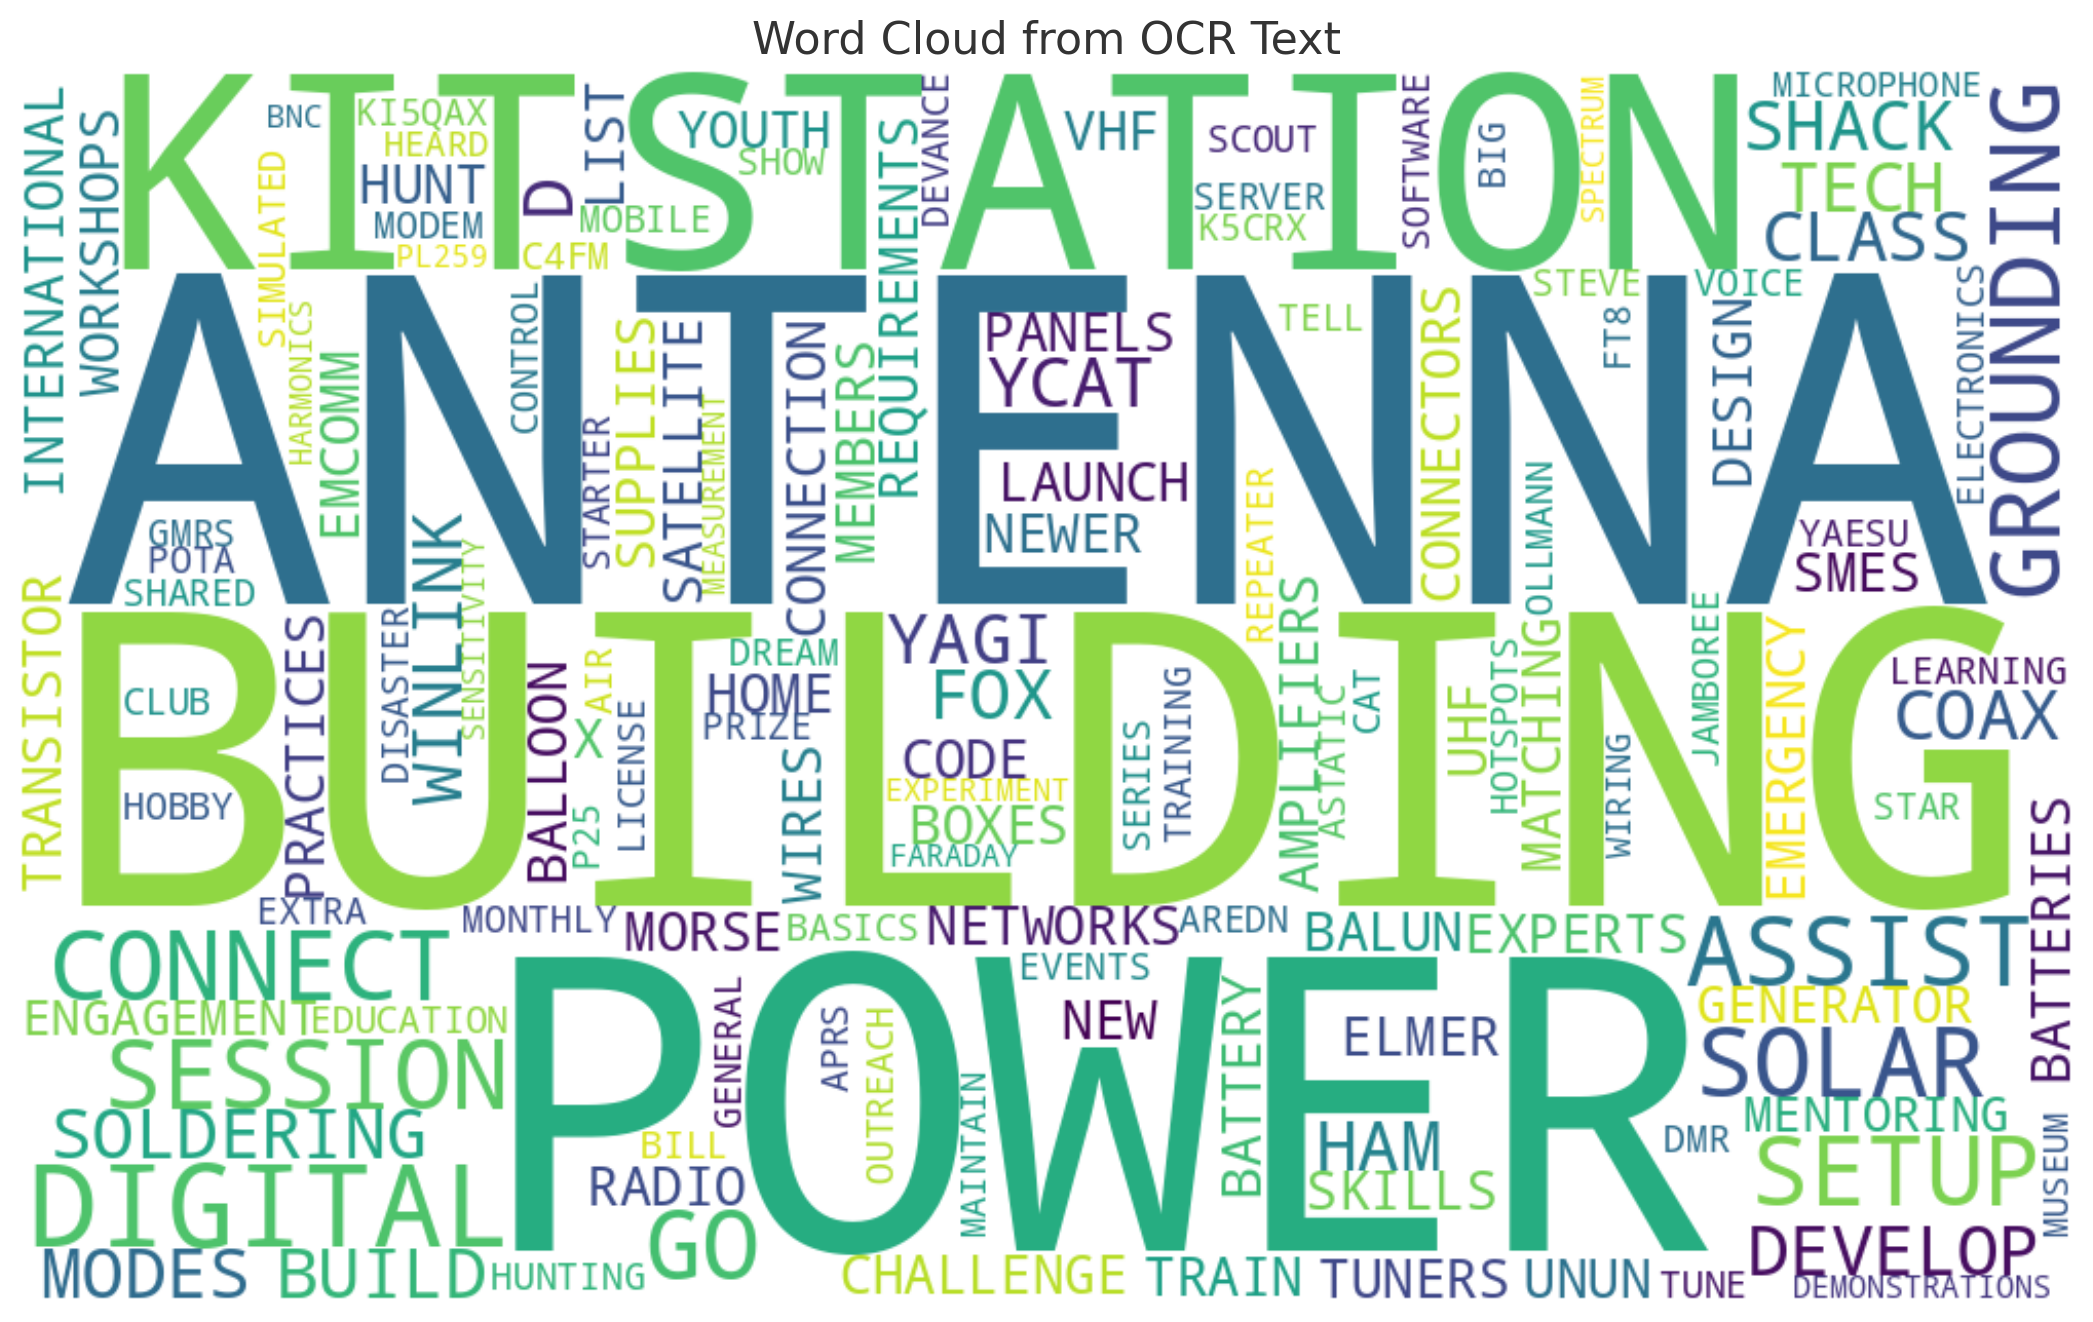 Word Cloud from OCR Text
KIT
STATION
ANTENNA
BUILDING
POWER
GROUNDING
INTERNATIONAL
WORKSHOPS
BNC
KI5QAX
HEARD
HUNT
MODEM
PL259
SIMULATED
HARMONICS
D
LIST
C4FM
MOBILE
YOUTH
SHOW
REQUIREMENTS
DEVANCE
VHF
SCOUT
SERVER
K5CRX
SOFTWARE
BIG
SPECTRUM
MICROPHONE
SHACK
TECH
CLASS
STEVE
VOICE
ELECTRONICS
EMCOMM
CONTROL
STARTER
SUPPLIES
SATELLITE
MEASUREMENT
CONNECTION
MEMBERS
PANELS
YCAT
LAUNCH
NEWER
TELL
REPEATER
CONNECTORS
FT8
OLLMANN
DESIGN
YAESU
SMES
GMRS
POTA
SHARED
TRANSISTOR
CLUB
HOBBY
PRACTICES
DISASTER
WINLINK
SENSITIVITY
BALLOON
X
AIR
P25
LICENSE
DREAM
HOME
PRIZE
WIRES
YAGI
FOX
CODE
EXPERIMENT
BOXES
FARADAY
SERIES
TRAINING
AMPLIFIERS
ASTATIC
CAT
UHF
HOTSPOTS
MATCHING
WIRING
JAMBOREE
EMERGENCY
LEARNING
COAX
STAR
BATTERIES
EXTRA
MONTHLY
MORSE
BASICS
NETWORKS
AREDN
BALUN
EXPERTS
ASSIST
CONNECT
EVENTS
ENGAGEMENT
EDUCATION
GENERAL
APRS
OUTREACH
NEW
BATTERY
ELMER
GENERATOR
SOLAR
SESSION
SOLDERING
BILL
RADIO
MAINTAIN
HAM
SKILLS
DMR
MENTORING
SETUP
MUSEUM
DIGITAL
GO
MODES
BUILD
HUNTING
CHALLENGE
TRAIN
TUNERS
UNUN
TUNE
DEVELOP
DEMONSTRATIONS